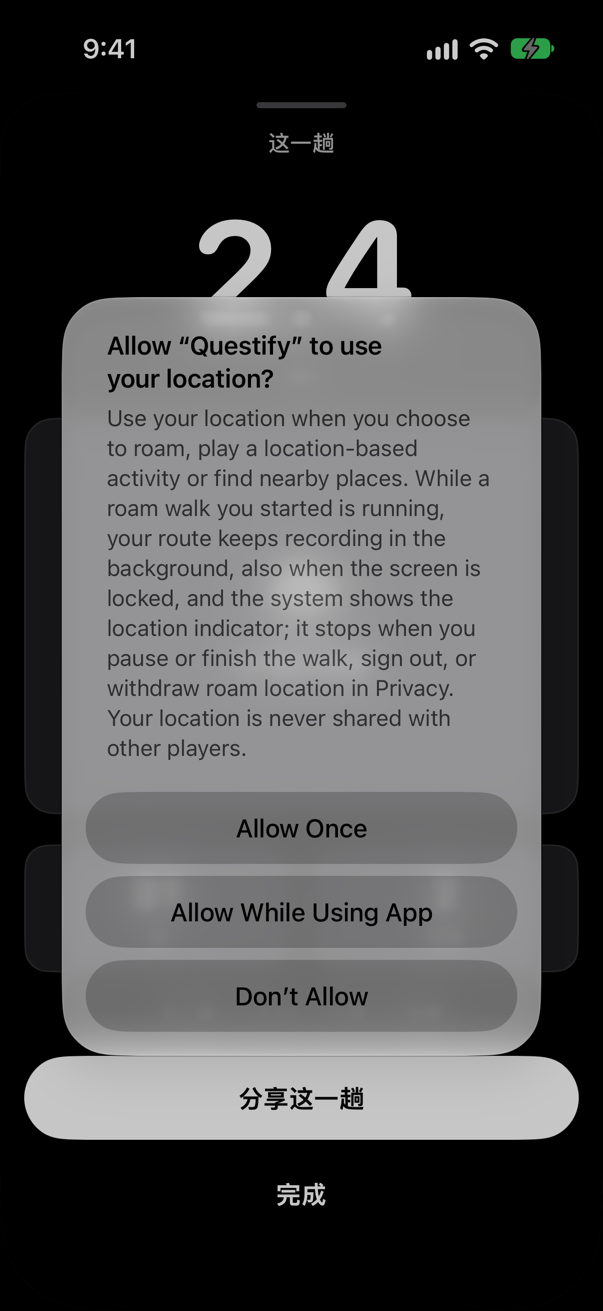 9:41
这一趟
2.4
Allow “Questify” to use
your location?
Use your location when you choose
to roam, play a location-based
activity or find nearby places. While a
roam walk you started is running,
your route keeps recording in the
background, also when the screen is
locked, and the system shows the
location indicator; it stops when you
pause or finish the walk, sign out, or
withdraw roam location in Privacy.
Your location is never shared with
other players.
Allow Once
Allow While Using App
Don’t Allow
分享这一趟
完成